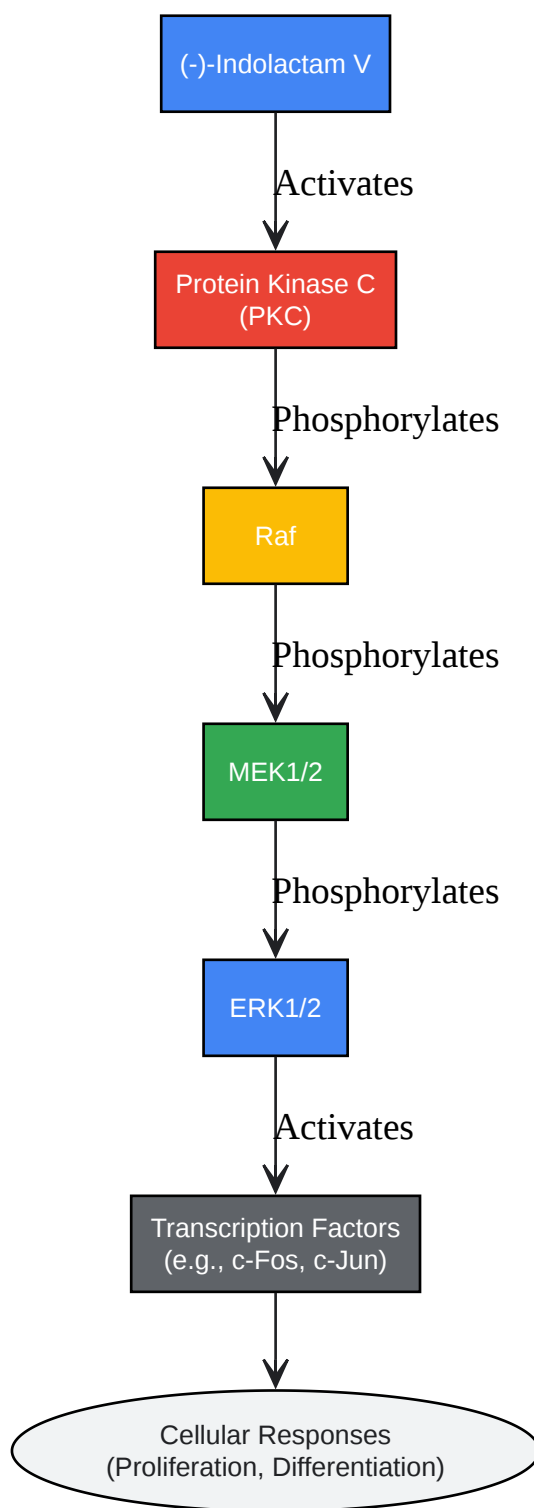 (-)-Indolactam V
Activates
Protein Kinase C
(PKC)
Phosphorylates
Raf
Phosphorylates
MEK1/2
Phosphorylates
ERK1/2
Activates
Transcription Factors
(e.g., c-Fos, c-Jun)
Cellular Responses
(Proliferation, Differentiation)